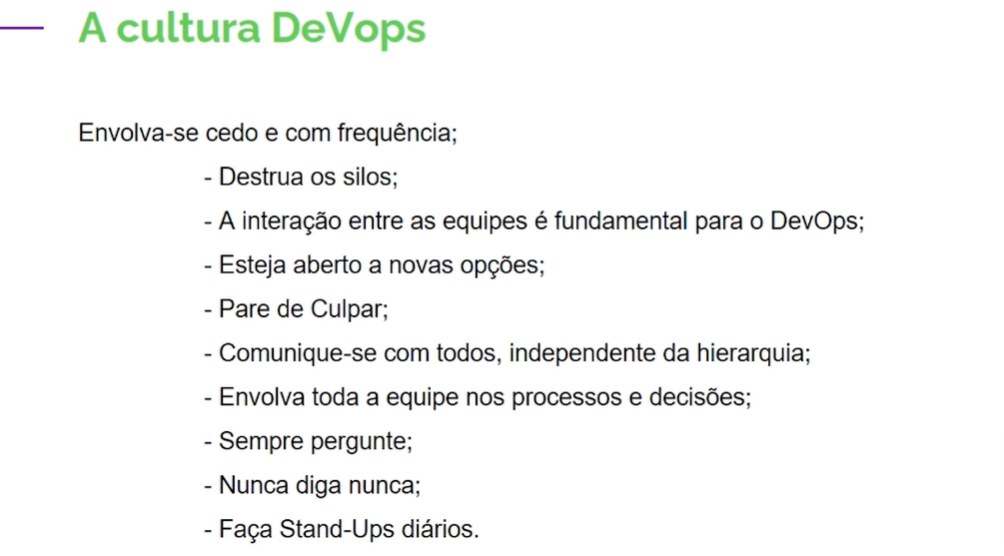 A cultura DeVops
Envolva-se cedo e com frequência;
- Destrua os silos;
- A interação entre as equipes é fundamental para o DevOps;
- Esteja aberto a novas opções;
- Pare de Culpar;
- Comunique-se com todos, independente da hierarquia;
- Envolva toda a equipe nos processos e decisões;
- Sempre pergunte;
- Nunca diga nunca;
- Faça Stand-Ups diários.